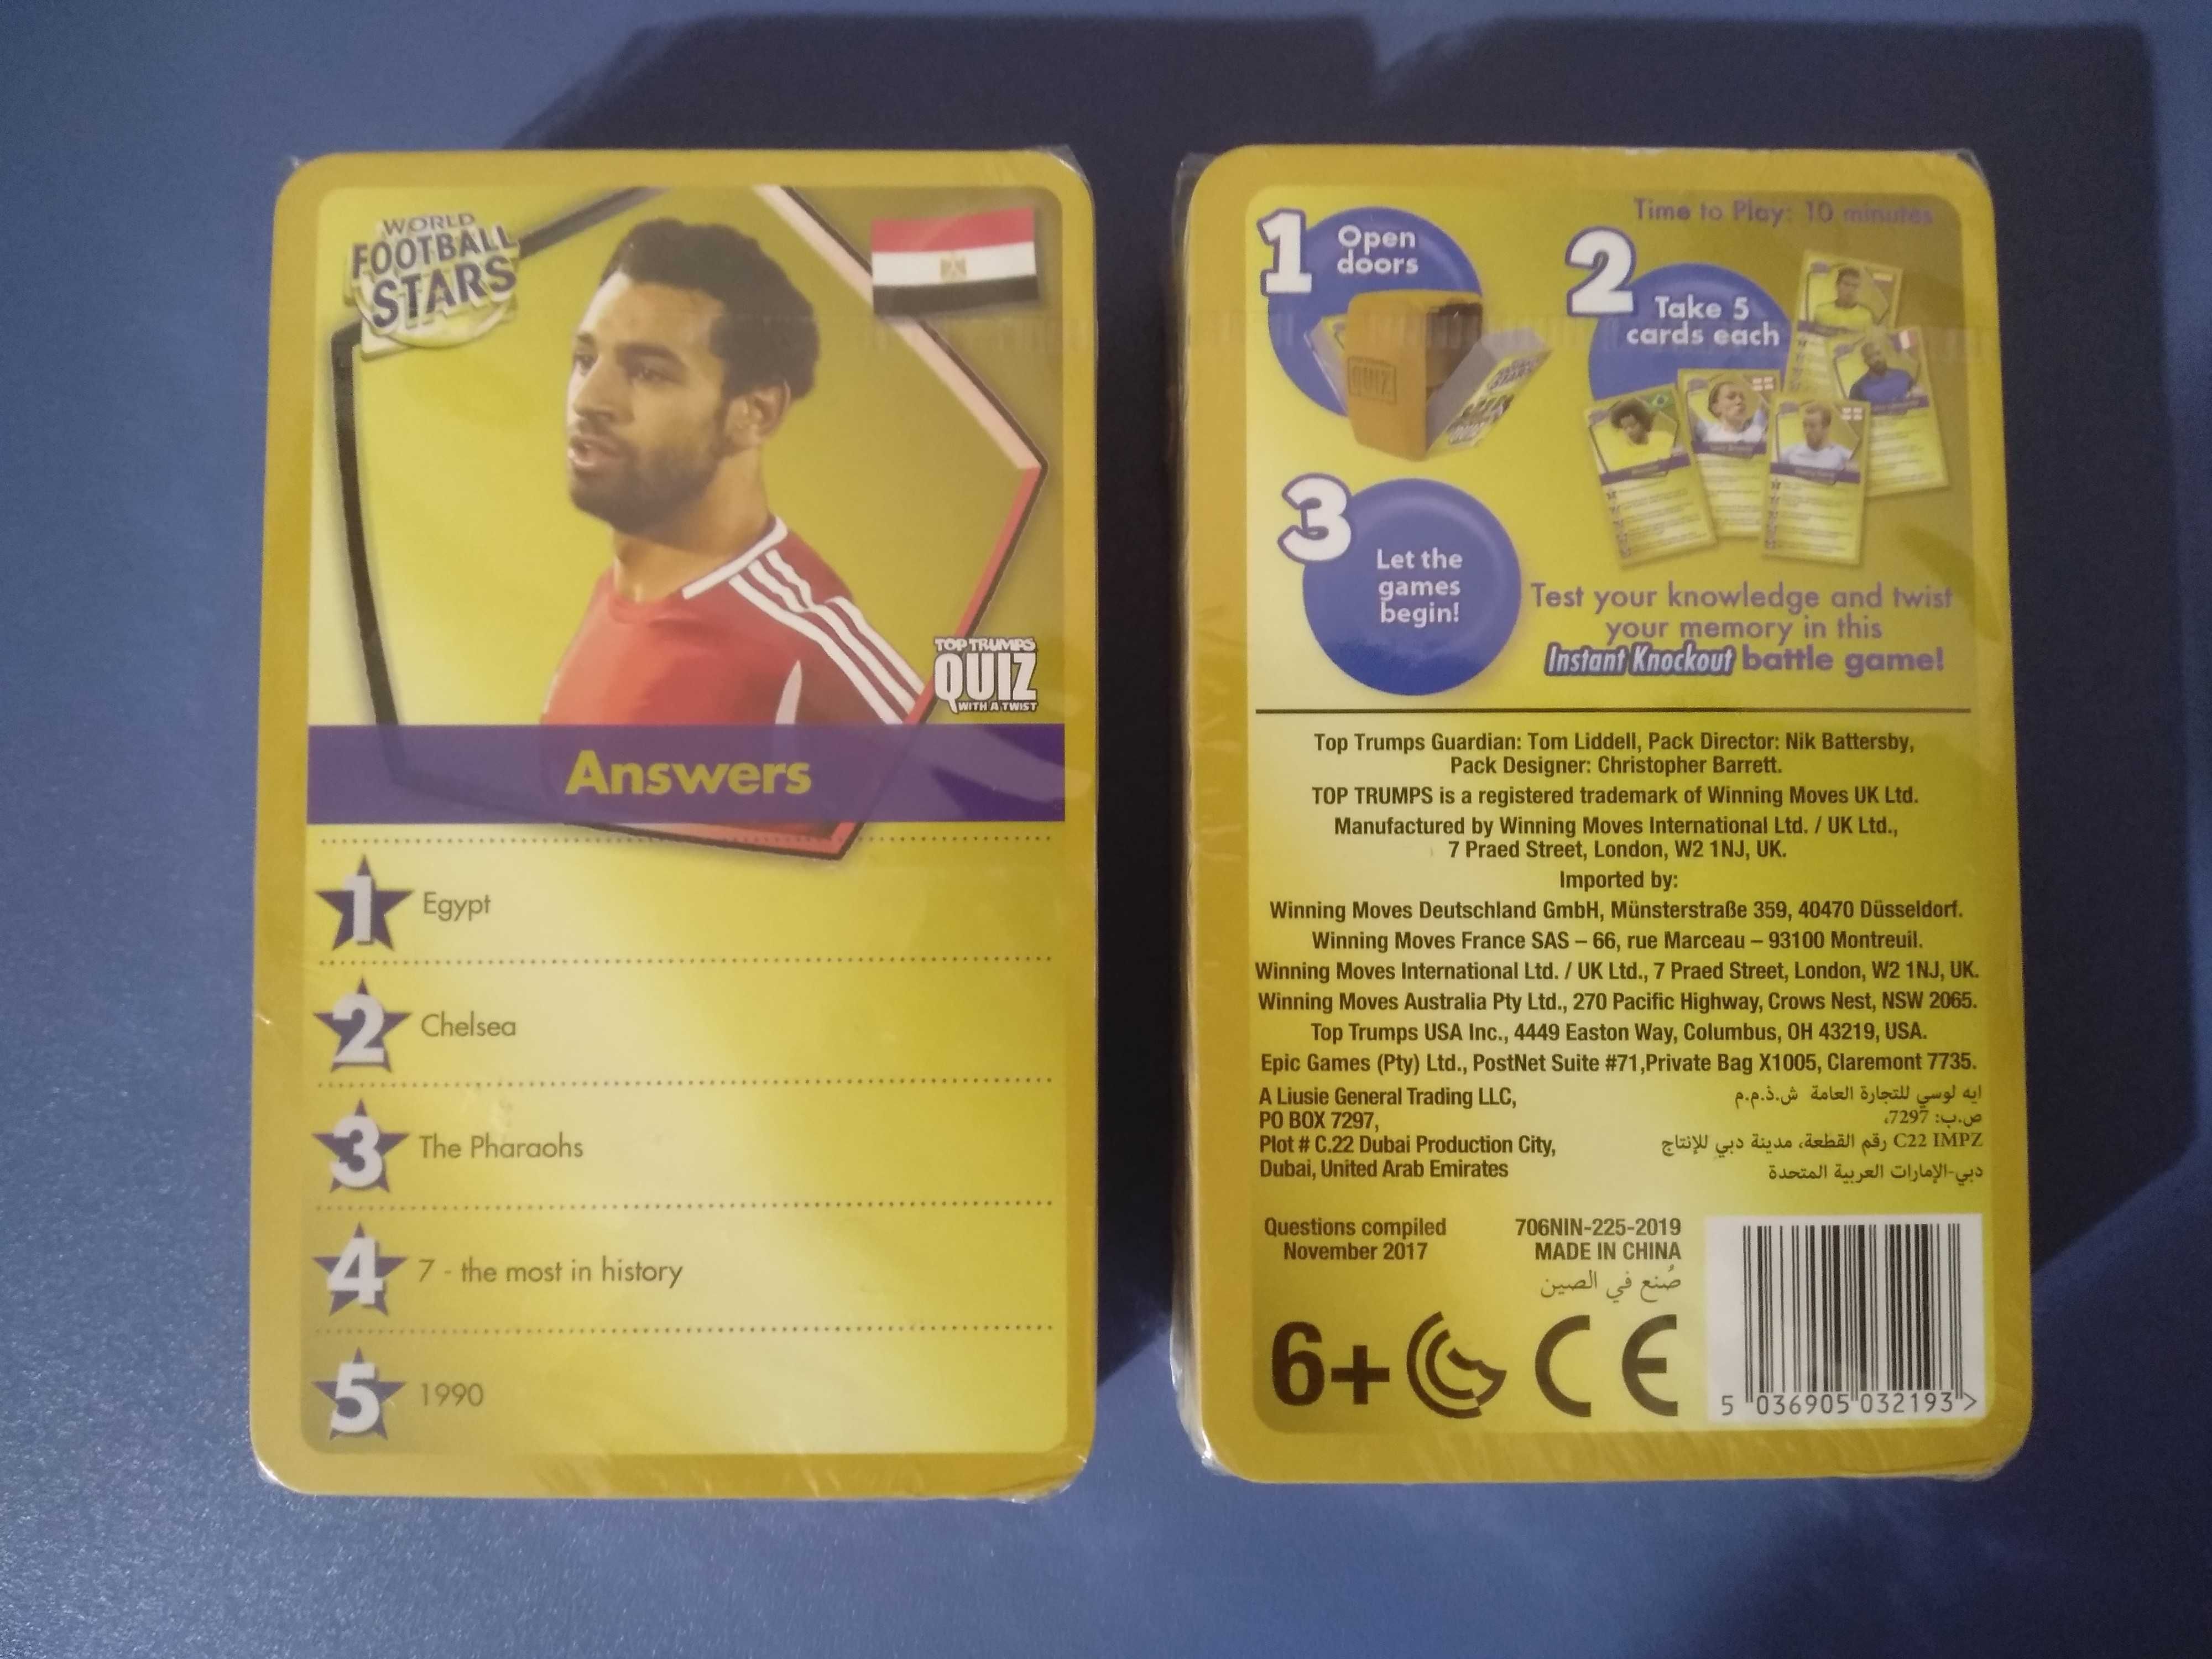 WORLD
FOOTBALL
STARS
TOP TRUMPS
QUIZ
WITH A TWIST
Answers
1 Egypt
2 Chelsea
3 The Pharaohs
4 7 - the most in history
5 1990
Time to Play: 10 minutes
1 Open
doors
QUIZ
2 Take 5
cards each
3 Let the
games
begin!
Test your knowledge and twist
your memory in this
Instant Knockout battle game!
Top Trumps Guardian: Tom Liddell, Pack Director: Nik Battersby,
Pack Designer: Christopher Barrett.
TOP TRUMPS is a registered trademark of Winning Moves UK Ltd.
Manufactured by Winning Moves International Ltd. / UK Ltd.,
7 Praed Street, London, W2 1NJ, UK.
Imported by:
Winning Moves Deutschland GmbH, Münsterstraße 359, 40470 Düsseldorf.
Winning Moves France SAS – 66, rue Marceau – 93100 Montreuil.
Winning Moves International Ltd. / UK Ltd., 7 Praed Street, London, W2 1NJ, UK.
Winning Moves Australia Pty Ltd., 270 Pacific Highway, Crows Nest, NSW 2065.
Top Trumps USA Inc., 4449 Easton Way, Columbus, OH 43219, USA.
Epic Games (Pty) Ltd., PostNet Suite #71,Private Bag X1005, Claremont 7735.
A Liusie General Trading LLC,
PO BOX 7297,
Plot # C.22 Dubai Production City,
Dubai, United Arab Emirates
ايه لوسي للتجارة العامة ش.ذ.م.م
ص.ب: 7297،
C22 IMPZ رقم القطعة، مدينة دبي للإنتاج
دبي-الإمارات العربية المتحدة
Questions compiled
November 2017
706NIN-225-2019
MADE IN CHINA
صُنع في الصين
6+ CE
5 036905 032193 >